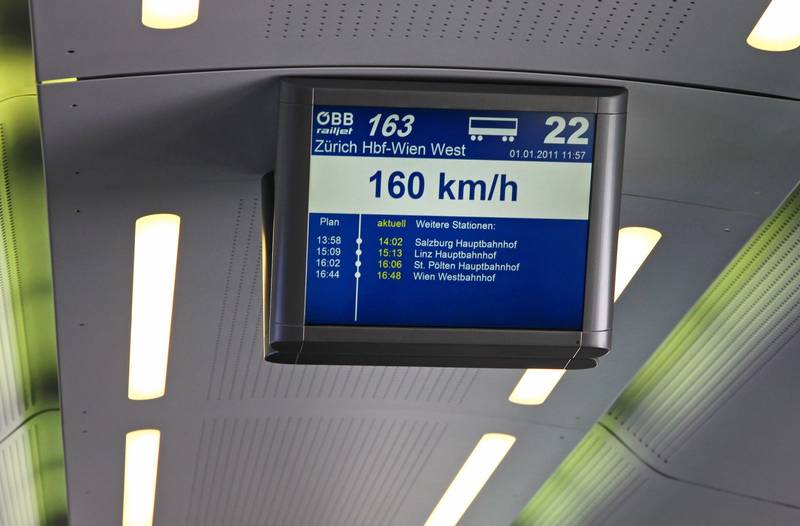 ÖBB railjet 163 22
Zürich Hbf-Wien West 01.01.2011 11:57
160 km/h
Plan aktuell Weitere Stationen:
13:58 14:02 Salzburg Hauptbahnhof
15:09 15:13 Linz Hauptbahnhof
16:02 16:06 St. Pölten Hauptbahnhof
16:44 16:48 Wien Westbahnhof